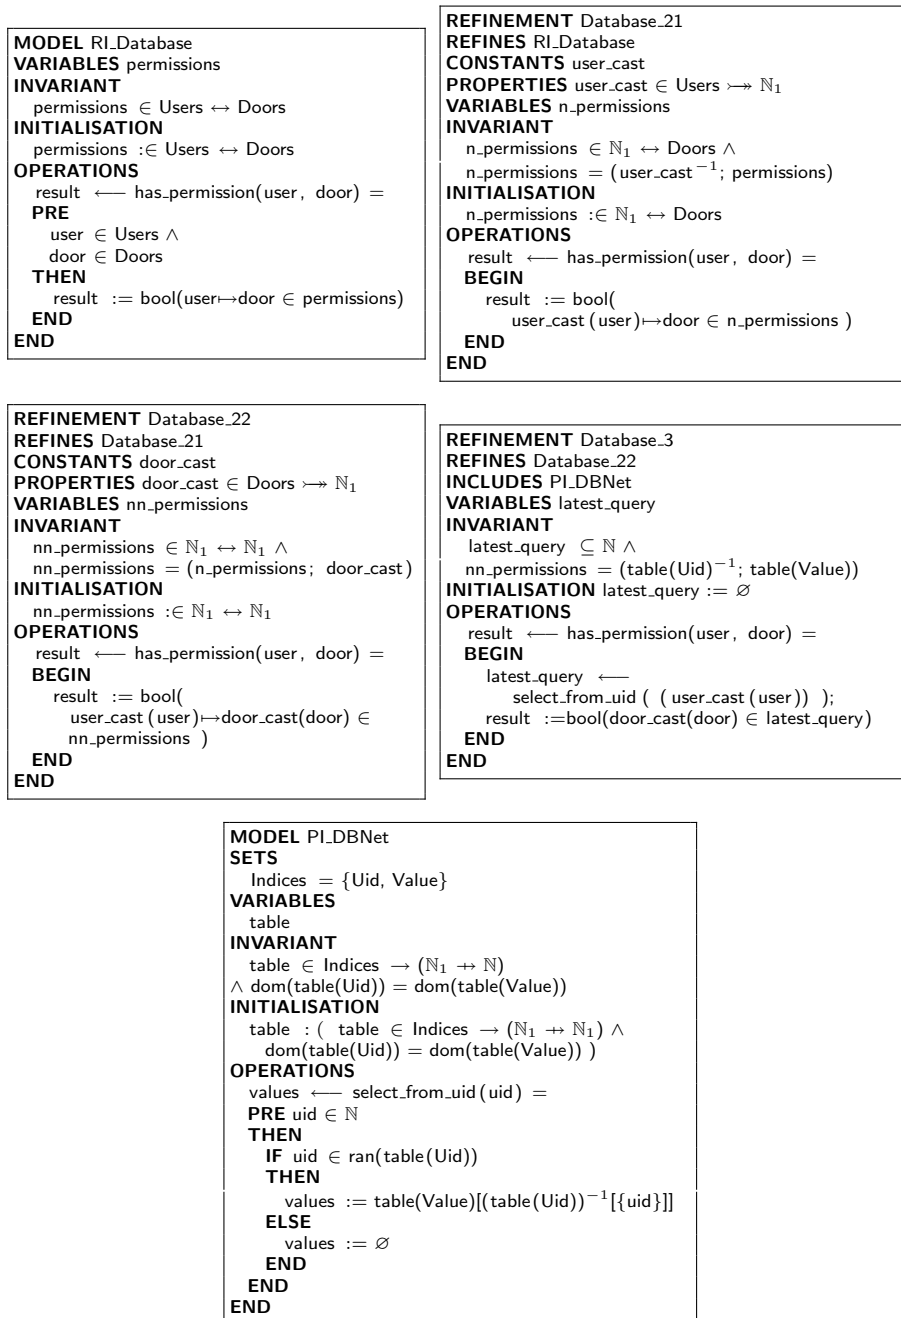 MODEL RI_Database
VARIABLES permissions
INVARIANT
permissions ∈ Users ↔ Doors
INITIALISATION
permissions :∈ Users ↔ Doors
OPERATIONS
result ⟵ has_permission(user, door) =
PRE
user ∈ Users ∧
door ∈ Doors
THEN
result := bool(user↦door ∈ permissions)
END
END
REFINEMENT Database_21
REFINES RI_Database
CONSTANTS user_cast
PROPERTIES user_cast ∈ Users ⤖ ℕ₁
VARIABLES n_permissions
INVARIANT
n_permissions ∈ ℕ₁ ↔ Doors ∧
n_permissions = (user_cast⁻¹; permissions)
INITIALISATION
n_permissions :∈ ℕ₁ ↔ Doors
OPERATIONS
result ⟵ has_permission(user, door) =
BEGIN
result := bool(
user_cast(user)↦door ∈ n_permissions )
END
END
REFINEMENT Database_22
REFINES Database_21
CONSTANTS door_cast
PROPERTIES door_cast ∈ Doors ⤖ ℕ₁
VARIABLES nn_permissions
INVARIANT
nn_permissions ∈ ℕ₁ ↔ ℕ₁ ∧
nn_permissions = (n_permissions; door_cast)
INITIALISATION
nn_permissions :∈ ℕ₁ ↔ ℕ₁
OPERATIONS
result ⟵ has_permission(user, door) =
BEGIN
result := bool(
user_cast(user)↦door_cast(door) ∈
nn_permissions )
END
END
REFINEMENT Database_3
REFINES Database_22
INCLUDES PI_DBNet
VARIABLES latest_query
INVARIANT
latest_query ⊆ ℕ ∧
nn_permissions = (table(Uid)⁻¹; table(Value))
INITIALISATION latest_query := ∅
OPERATIONS
result ⟵ has_permission(user, door) =
BEGIN
latest_query ⟵
select_from_uid ( ( user_cast(user)) );
result :=bool(door_cast(door) ∈ latest_query)
END
END
MODEL PI_DBNet
SETS
Indices = {Uid, Value}
VARIABLES
table
INVARIANT
table ∈ Indices → (ℕ₁ ⇸ ℕ)
∧ dom(table(Uid)) = dom(table(Value))
INITIALISATION
table : ( table ∈ Indices → (ℕ₁ ⇸ ℕ₁) ∧
dom(table(Uid)) = dom(table(Value)) )
OPERATIONS
values ⟵ select_from_uid(uid) =
PRE uid ∈ ℕ
THEN
IF uid ∈ ran(table(Uid))
THEN
values := table(Value)[(table(Uid))⁻¹[{uid}]]
ELSE
values := ∅
END
END
END